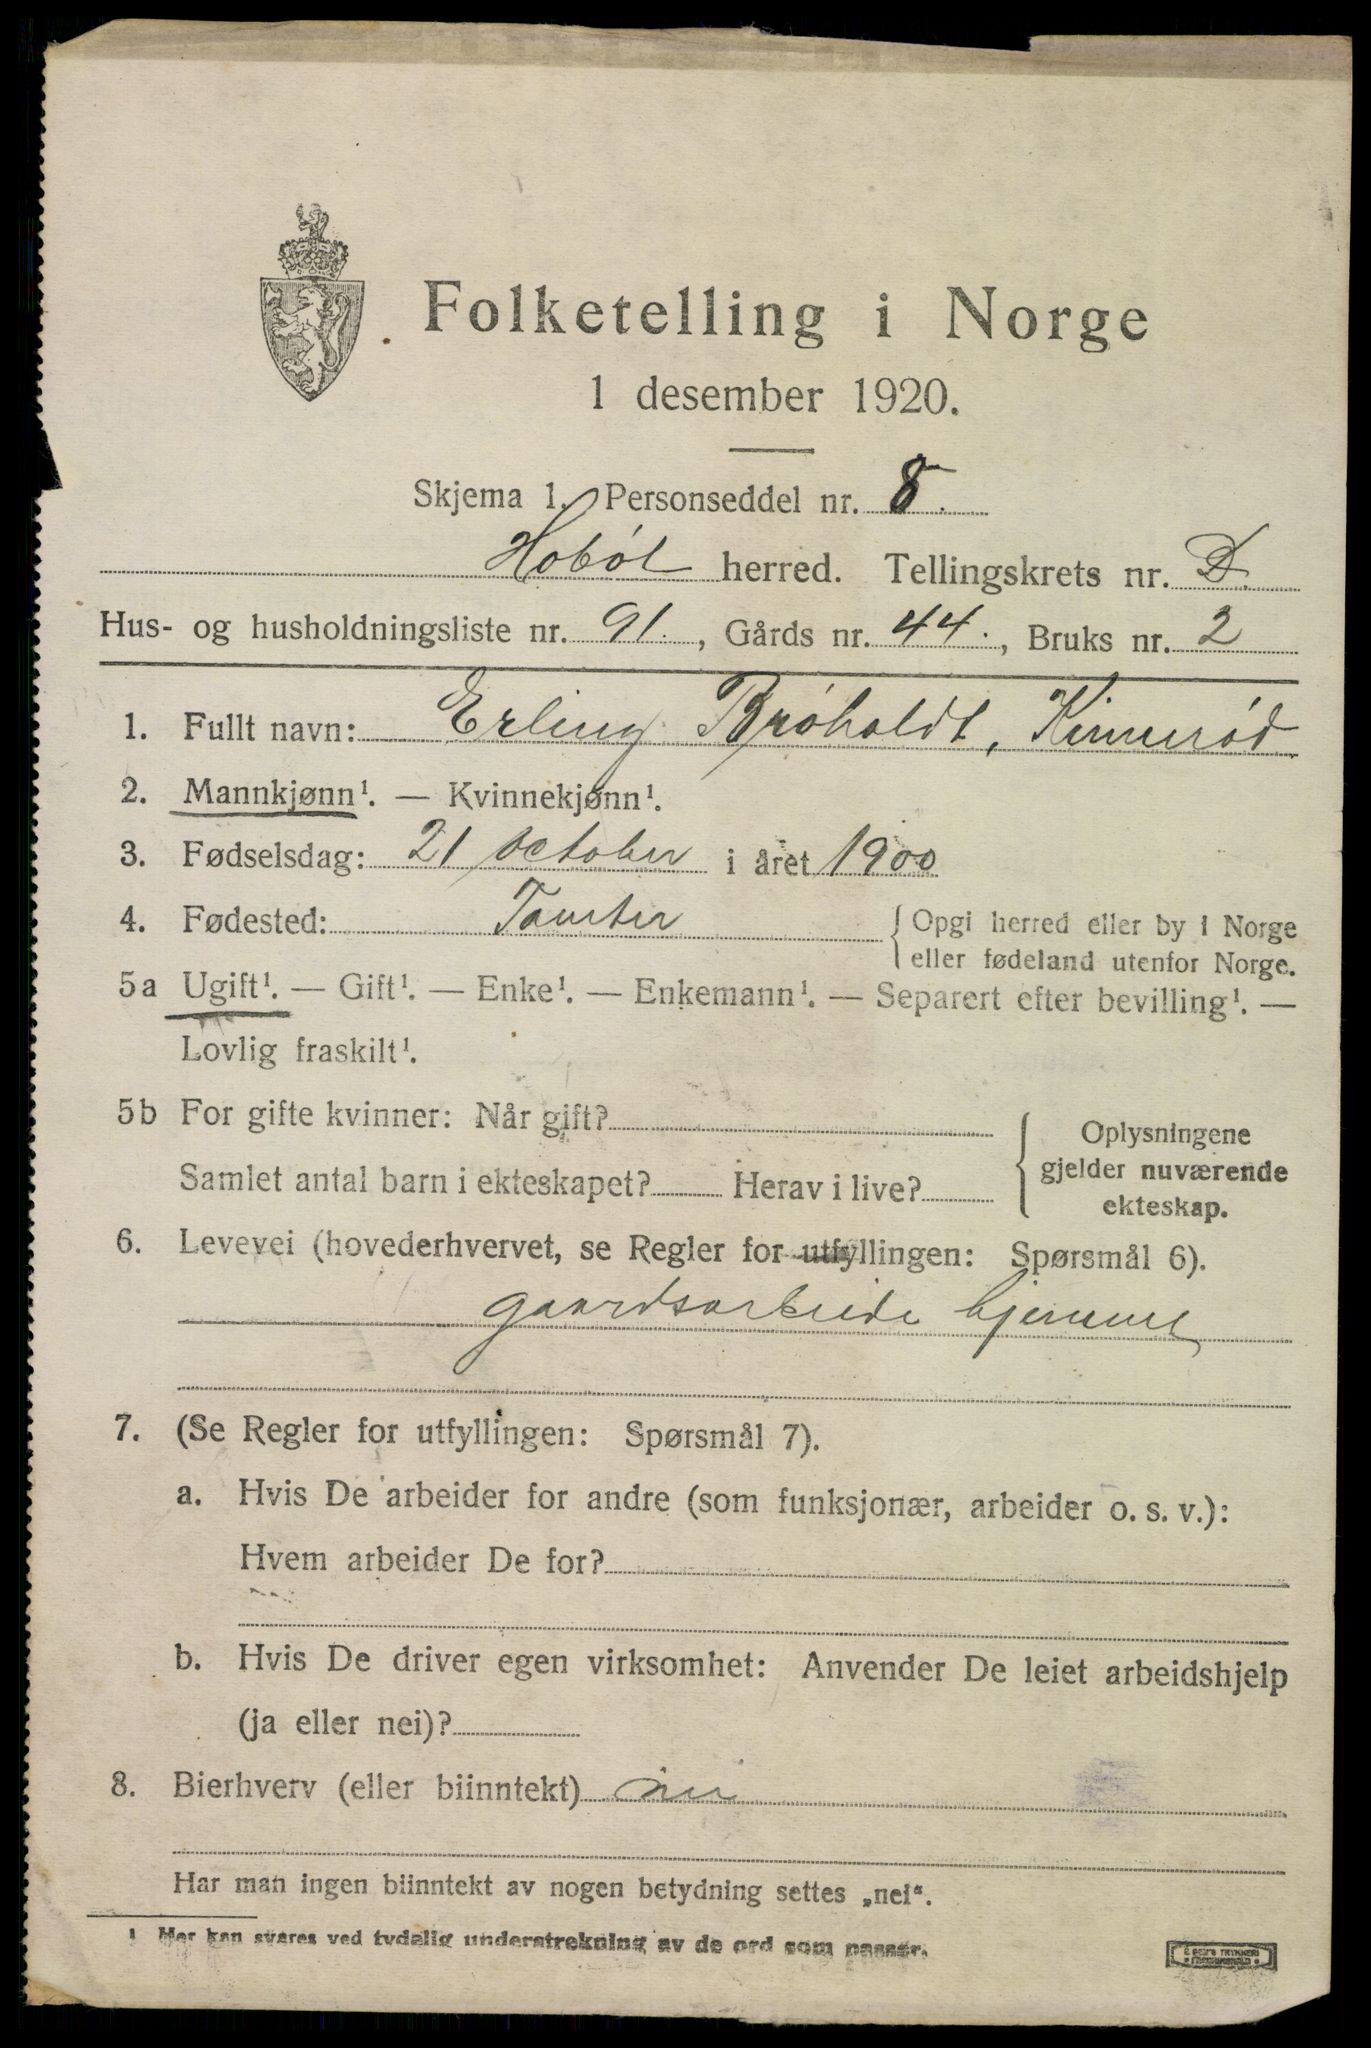 Folketelling i Norge
1 desember 1920.
Skjema 1. Personseddel nr. 8.
Hobøl herred. Tellingskrets nr. D.
Hus- og husholdningsliste nr. 91., Gårds nr. 44., Bruks nr. 2
1. Fullt navn: Erling Brøholdt, Kinnerød
2. Mannkjønn¹. — Kvinnekjønn¹.
3. Fødselsdag: 21 October i året 1900
4. Fødested: Tomter { Opgi herred eller by i Norge
eller fødeland utenfor Norge.
5a Ugift¹. — Gift¹. — Enke¹. — Enkemann¹. — Separert efter bevilling¹. —
Lovlig fraskilt¹.
5b For gifte kvinner: Når gift?
Samlet antal barn i ekteskapet? Herav i live?
{ Oplysningene
gjelder nuværende
ekteskap.
6. Levevei (hovederhvervet, se Regler for utfyllingen: Spørsmål 6).
gaardsarbeide hjemme
7. (Se Regler for utfyllingen: Spørsmål 7).
a. Hvis De arbeider for andre (som funksjonær, arbeider o. s. v.):
Hvem arbeider De for?
b. Hvis De driver egen virksomhet: Anvender De leiet arbeidshjelp
(ja eller nei)?
8. Bierhverv (eller biinntekt) nei
Har man ingen biinntekt av nogen betydning settes „nei“.
1 Her kan svares ved tydelig understrekning av de ord som passer.